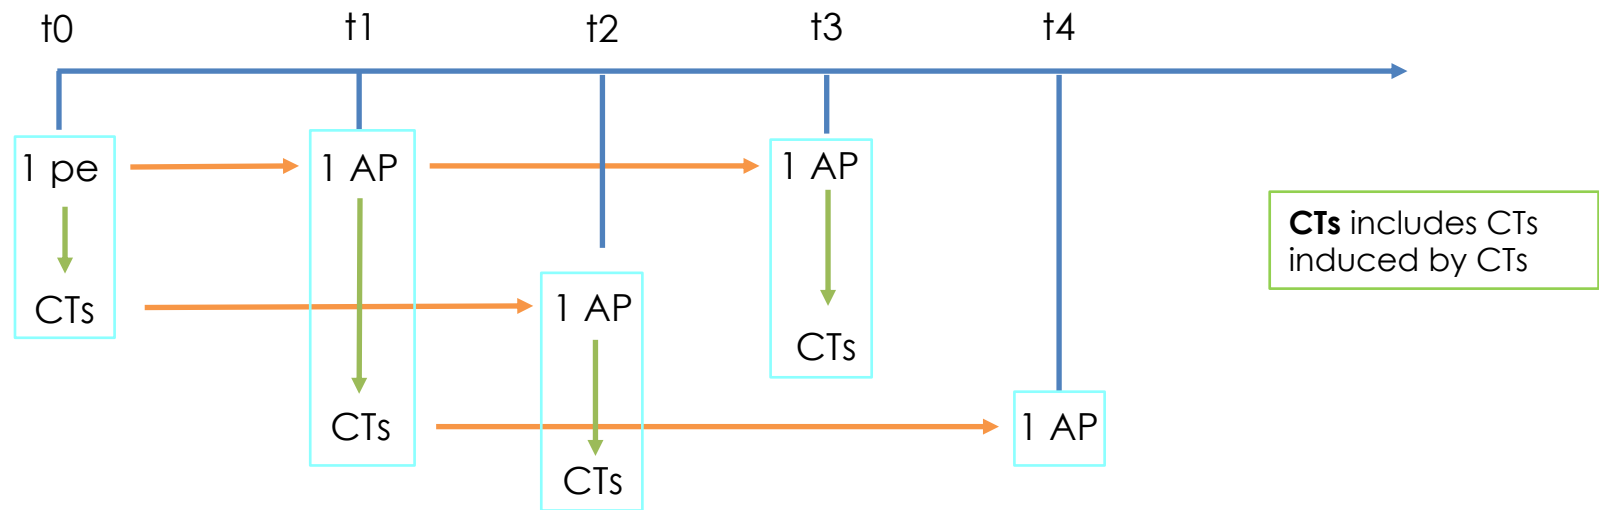 t0
t1
t2
t3
t4
1 pe
1 AP
1 AP
CTs includes CTs
induced by CTs
CTs
1 AP
CTs
CTs
1 AP
CTs